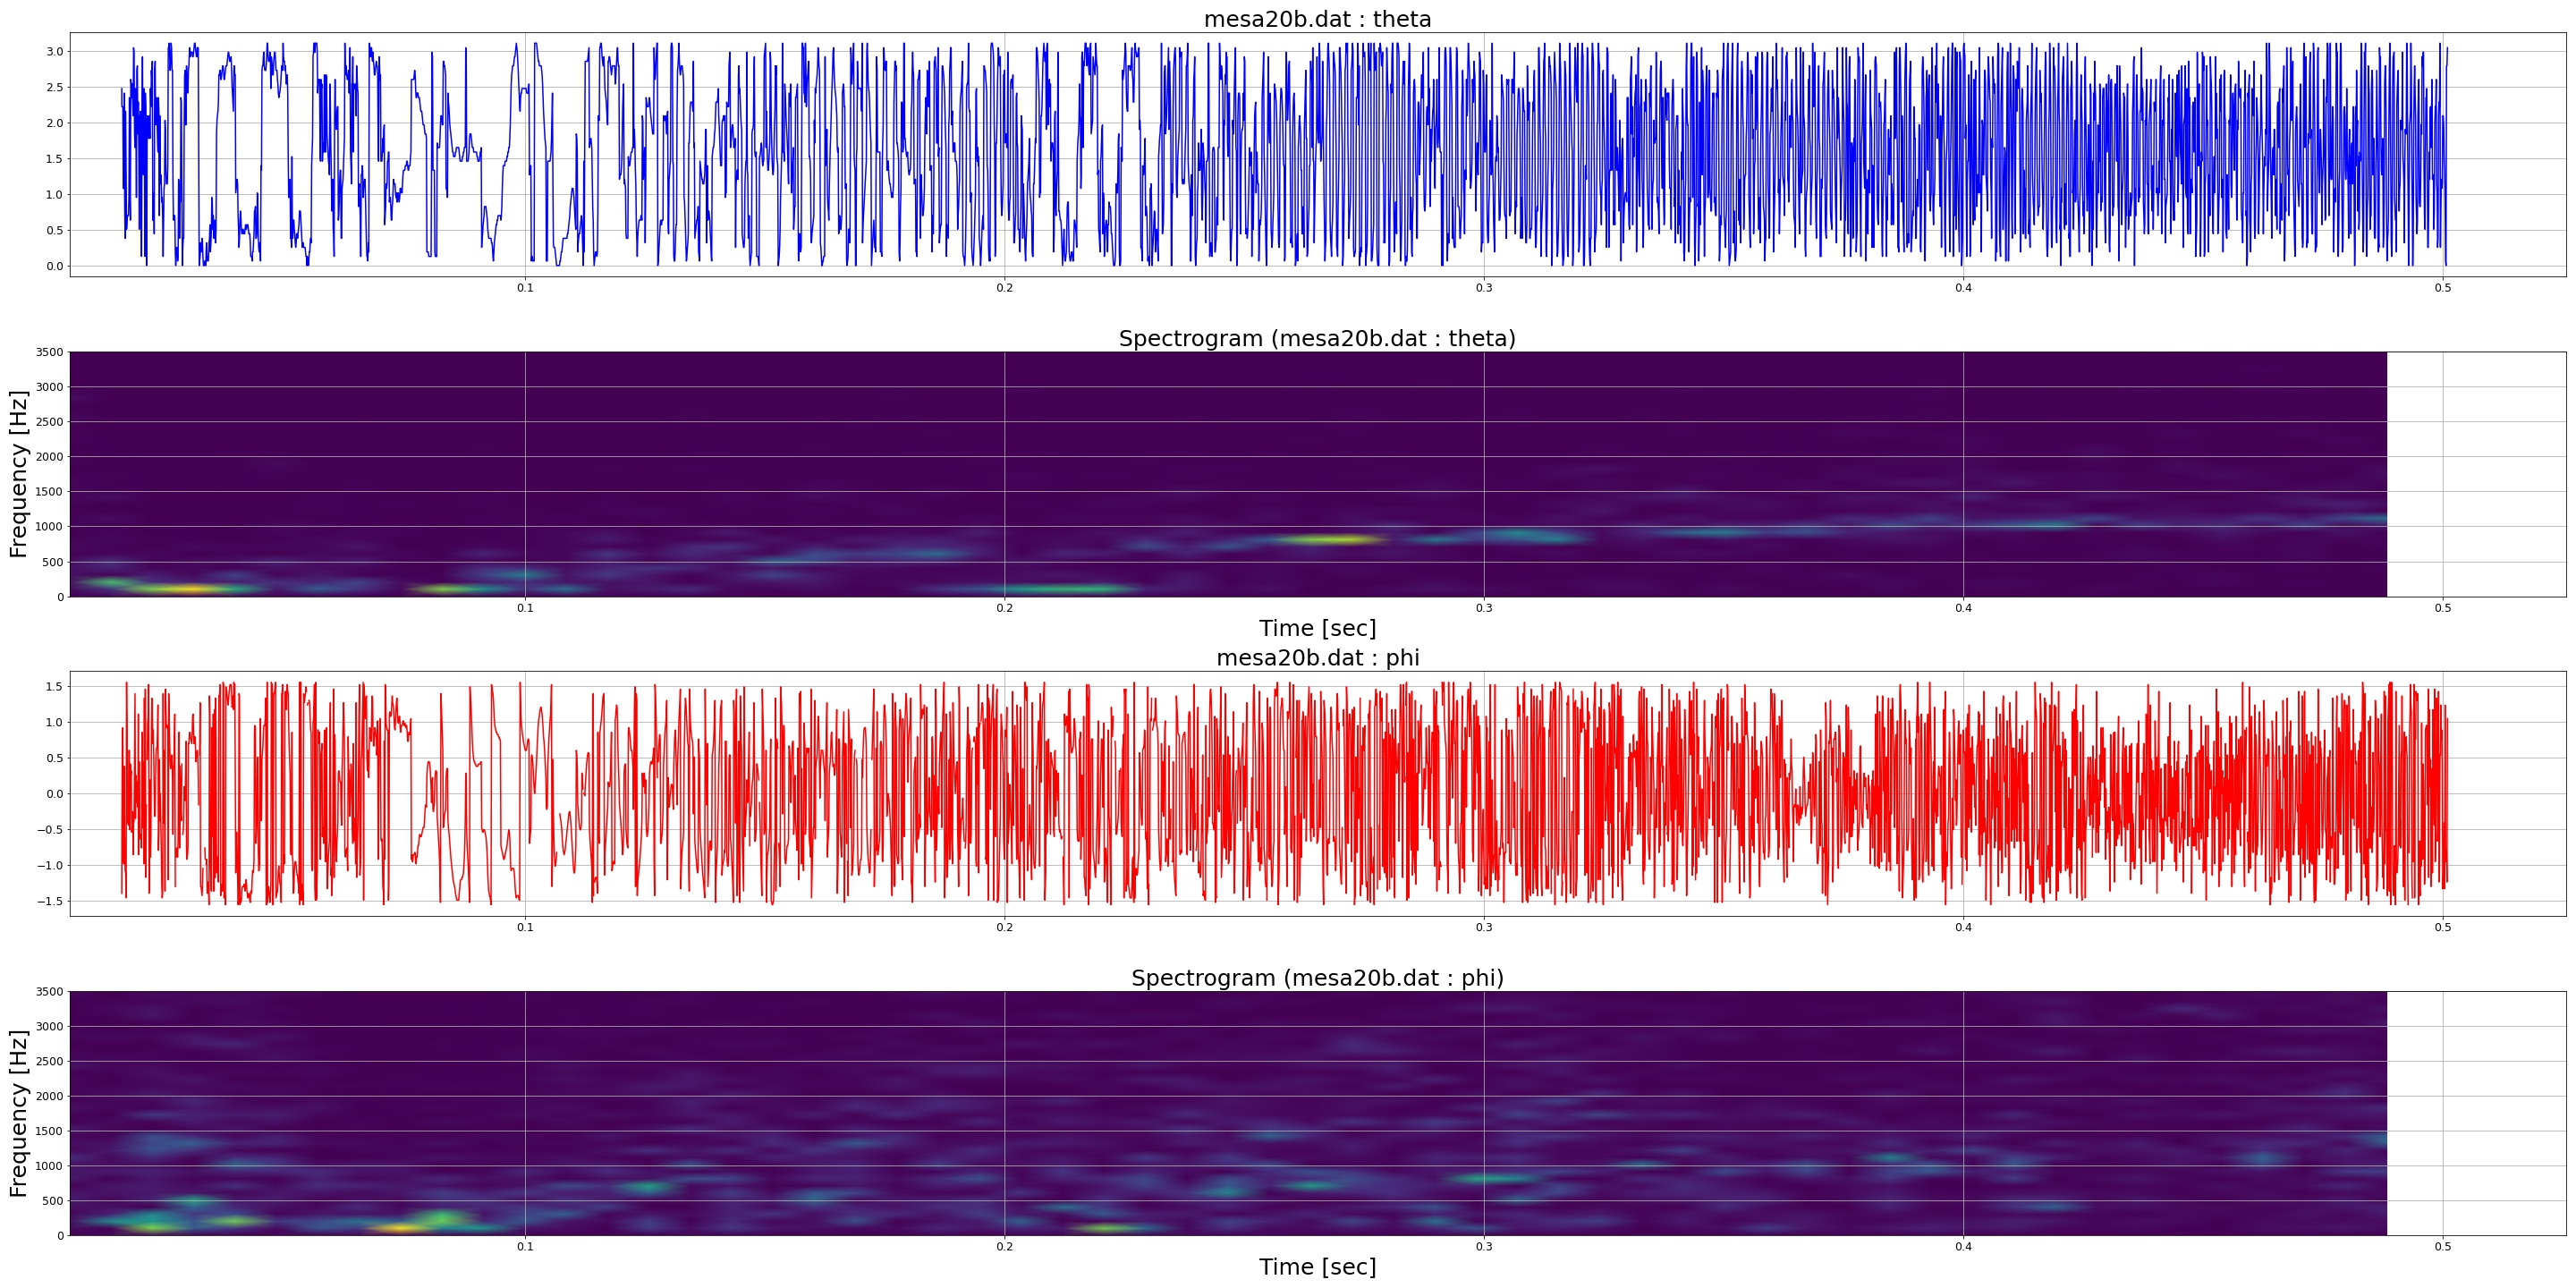 mesa20b.dat : theta
3.0
2.5
2.0
1.5
1.0
0.5
0.0
0.1 0.2 0.3 0.4 0.5
Spectrogram (mesa20b.dat : theta)
Frequency [Hz]
3500
3000
2500
2000
1500
1000
500
0
0.1 0.2 0.3 0.4 0.5
Time [sec]
mesa20b.dat : phi
1.5
1.0
0.5
0.0
−0.5
−1.0
−1.5
0.1 0.2 0.3 0.4 0.5
Spectrogram (mesa20b.dat : phi)
Frequency [Hz]
3500
3000
2500
2000
1500
1000
500
0
0.1 0.2 0.3 0.4 0.5
Time [sec]